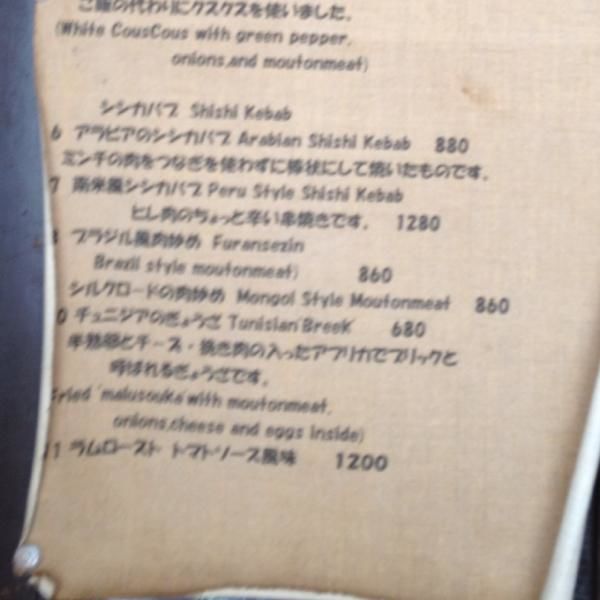 ご飯の代わりにクスクスを使いました。
(White CousCous with green pepper,
onions,and moutonmeat)
シシカバブ Shishi Kebab
6 アラビアのシシカバブ Arabian Shishi Kebab 880
ミンチの肉をつなぎを使わずに棒状にして焼いたものです。
7 南米風シシカバブ Peru Style Shishi Kebab
ヒレ肉のちょっと辛い串焼きです。 1280
ブラジル風肉炒め Furansezin
Brazil style moutonmeat) 860
シルクロードの肉炒め Mongol Style Moutonmeat 860
0 チュニジアのぎょうざ Tunisian'Breek' 680
半熟卵とチーズ・挽き肉の入ったアフリカでブリックと
呼ばれるぎょうざです。
Fried 'malusouka'with moutonmeat,
onions,cheese and eggs inside)
11 ラムロースト トマトソース風味 1200